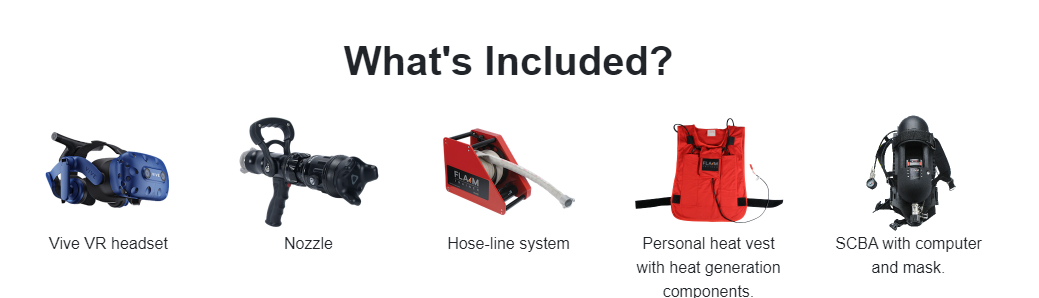 What's Included?
FLAIM
FLAIM
Vive VR headset
Nozzle
Hose-line system
Personal heat vest
with heat generation
components.
SCBA with computer
and mask.